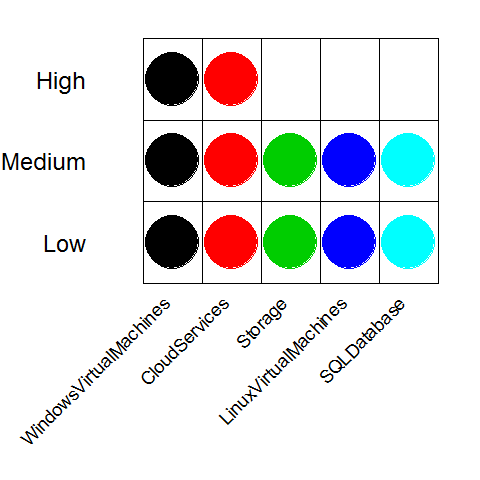 High
Medium
Low
WindowsVirtualMachines
CloudServices
Storage
LinuxVirtualMachines
SQLDatabase